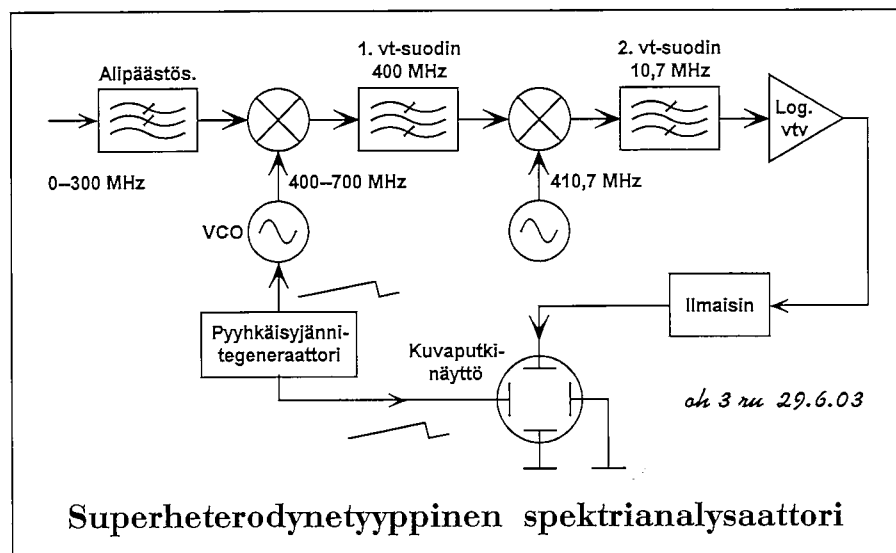 Alipäästös.
1. vt-suodin
400 MHz
2. vt-suodin
10,7 MHz
Log.
vtv
0–300 MHz
400–700 MHz
410,7 MHz
VCO
Pyyhkäisyjänni-
tegeneraattori
Kuvaputki-
näyttö
Ilmaisin
oh 3 ru 29.6.03
Superheterodynetyyppinen spektrianalysaattori